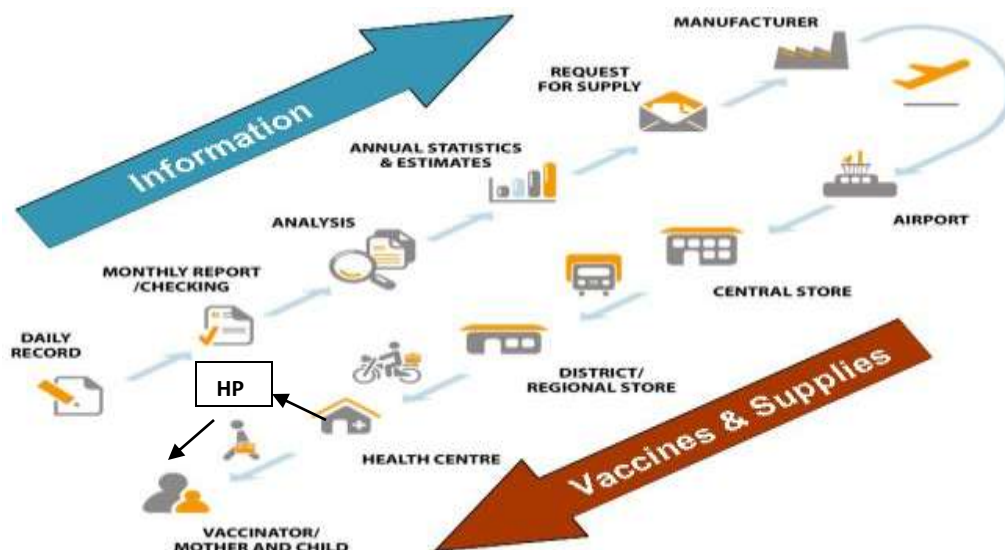 MANUFACTURER
REQUEST
FOR SUPPLY
Information
ANNUAL STATISTICS
& ESTIMATES
ANALYSIS
AIRPORT
MONTHLY REPORT
/CHECKING
CENTRAL STORE
DAILY
RECORD
HP
DISTRICT/
REGIONAL STORE
Vaccines & Supplies
HEALTH CENTRE
VACCINATOR/
MOTHER AND CHILD